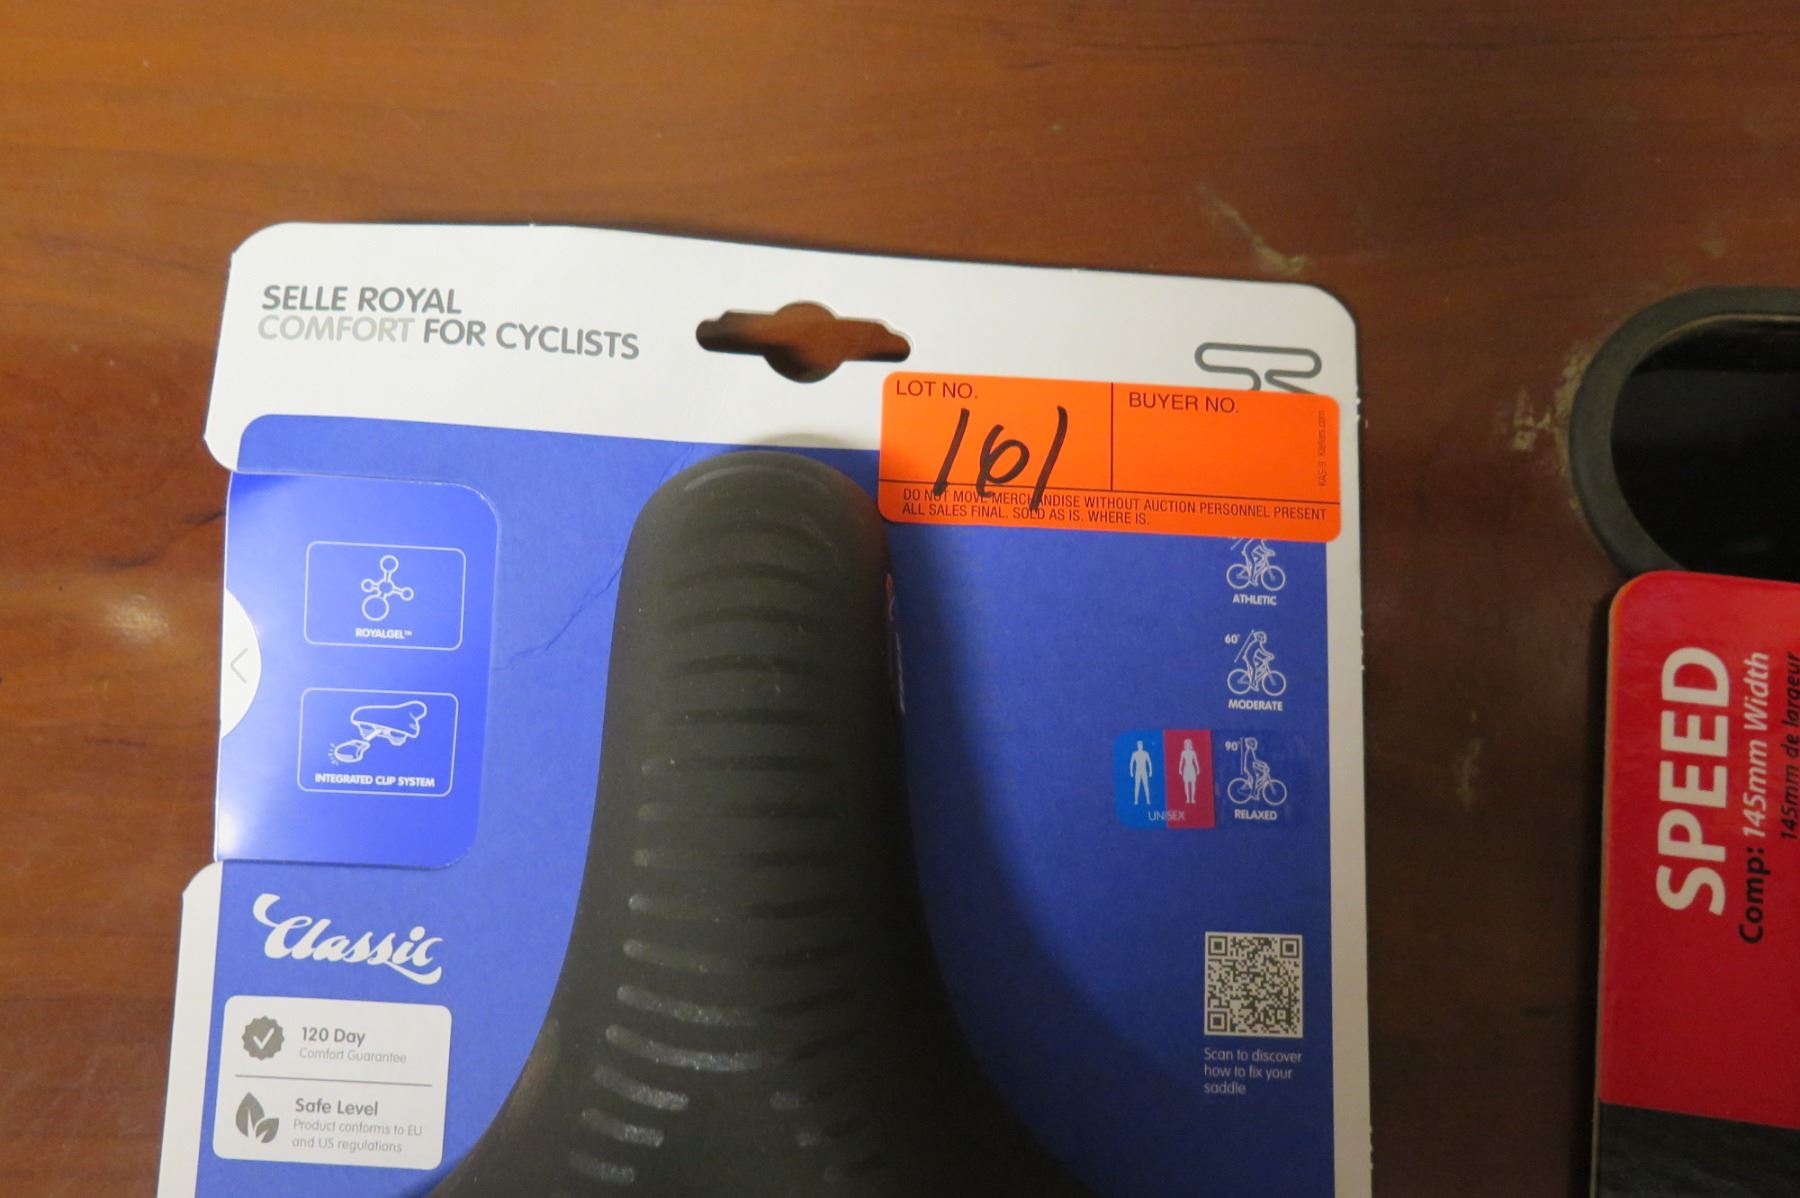 SELLE ROYAL
COMFORT FOR CYCLISTS
LOT NO.
161
BUYER NO.
DO NOT MOVE MERCHANDISE WITHOUT AUCTION PERSONNEL PRESENT
ALL SALES FINAL. SOLD AS IS. WHERE IS.
ROYALGEL™
INTEGRATED CLIP SYSTEM
ATHLETIC
60°
MODERATE
90°
RELAXED
UNISEX
Classic
120 Day
Comfort Guarantee
Safe Level
Product conforms to EU
and US regulations
Scan to discover
how to fix your
saddle
SPEED
Comp: 145mm Width
145mm de largeur